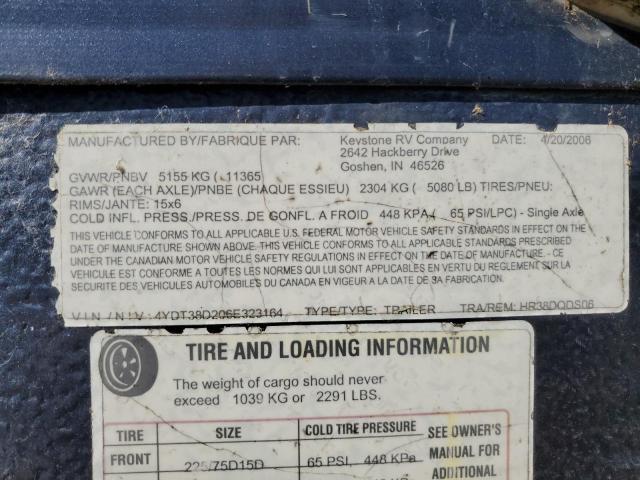 MANUFACTURED BY/FABRIQUE PAR: Keystone RV Company DATE: 4/20/2006
2642 Hackberry Drive
Goshen, IN 46526
GVWR/PNBV 5155 KG ( 11365
GAWR (EACH AXLE)/PNBE (CHAQUE ESSIEU) 2304 KG ( 5080 LB) TIRES/PNEU:
RIMS/JANTE: 15x6
COLD INFL. PRESS./PRESS. DE GONFL. A FROID 448 KPA ( 65 PSI/LPC) - Single Axle
THIS VEHICLE CONFORMS TO ALL APPLICABLE U.S. FEDERAL MOTOR VEHICLE SAFETY STANDARDS IN EFFECT ON THE
DATE OF MANUFACTURE SHOWN ABOVE. THIS VEHICLE CONFORMS TO ALL APPLICABLE STANDARDS PRESCRIBED
UNDER THE CANADIAN MOTOR VEHICLE SAFETY REGULATIONS IN EFFECT ON THE DATE OF MANUFACTURE. - CE
VEHICULE EST CONFORME A TOUTES LES NORMES QUI LUI SONT APPLICABLES EN VERTU DU REGLEMENT SUR LE
SECURITE DES VEHICULES AUTOMOBILES DU CANADA EN VIGUEUR A LA DATE DE SA FABRICATION.
V.I.N. / N.I.V.: 4YDT38D206E323164 TYPE/TYPE: TRAILER TRA/REM: HR38DQDS06
TIRE AND LOADING INFORMATION
The weight of cargo should never
exceed 1039 KG or 2291 LBS.
TIRE SIZE COLD TIRE PRESSURE SEE OWNER'S
FRONT 225/75D15D 65 PSI, 448 KPa MANUAL FOR
ADDITIONAL